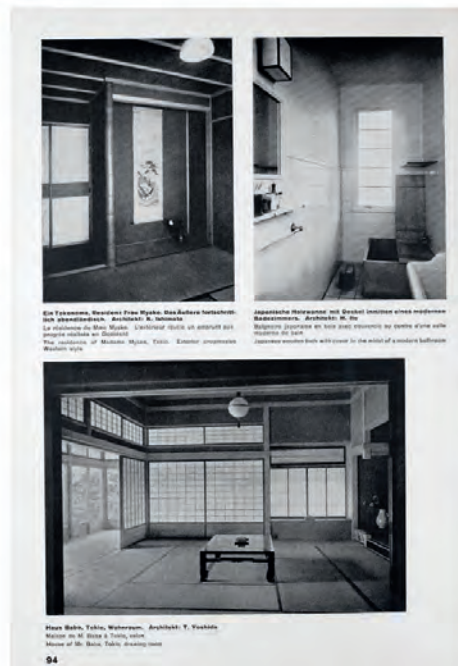 Ein Tokonoma, Residenz Frau Myake. Das Äußere fortschritt-
lich abendländisch. Architekt: K. Ishimoto
La résidence de Mme Myake. L'extérieur
The residence of Madame Myake, Tokio. Exterior
Western style
Japanische Holzwanne mit Deckel inmitten eines modernen
Badezimmers. Architekt: H. Ito
Baignoire japonaise en bois avec couvercle au centre d'une salle
moderne de bain
Japanese wooden bath with cover in the midst of a modern bathroom
Haus Baba, Tokio, Wohnraum. Architekt: T. Yoshida
Maison de M. Baba à Tokio, salon
House of Mr. Baba, Tokio, drawing room
94